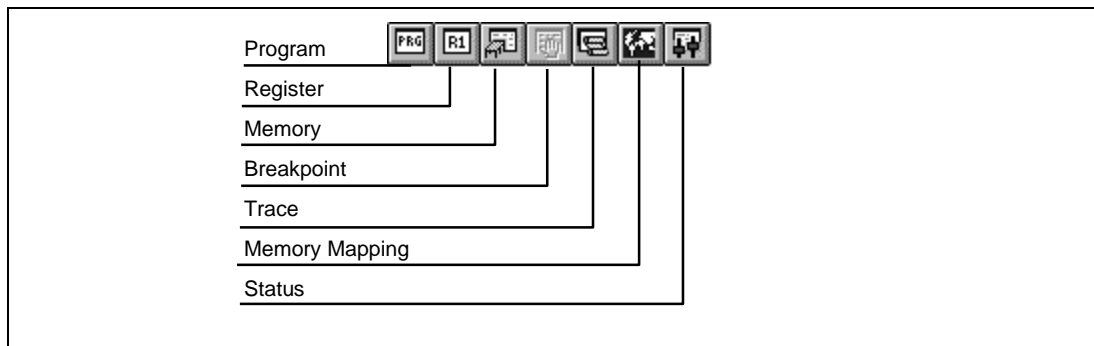 Program
PRG R1
Register
Memory
Breakpoint
Trace
Memory Mapping
Status